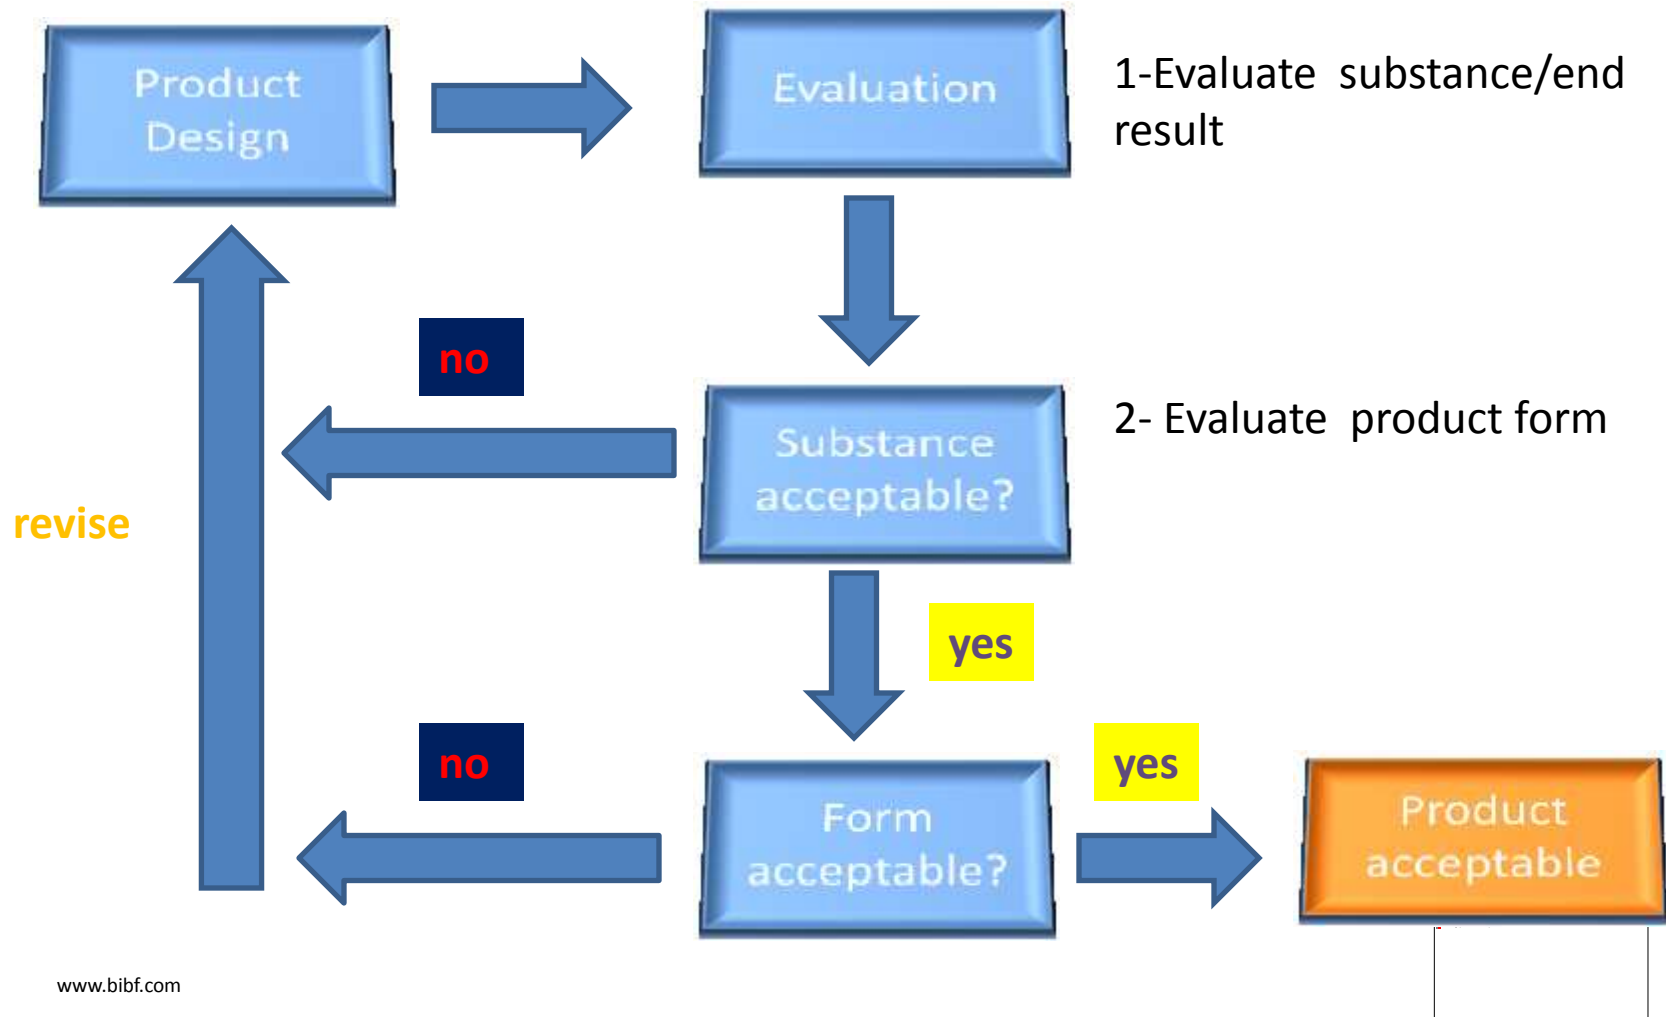 Product
Design
Evaluation
1-Evaluate substance/end
result
no
Substance
acceptable?
2- Evaluate product form
revise
yes
no
Form
acceptable?
yes
Product
acceptable
www.bibf.com